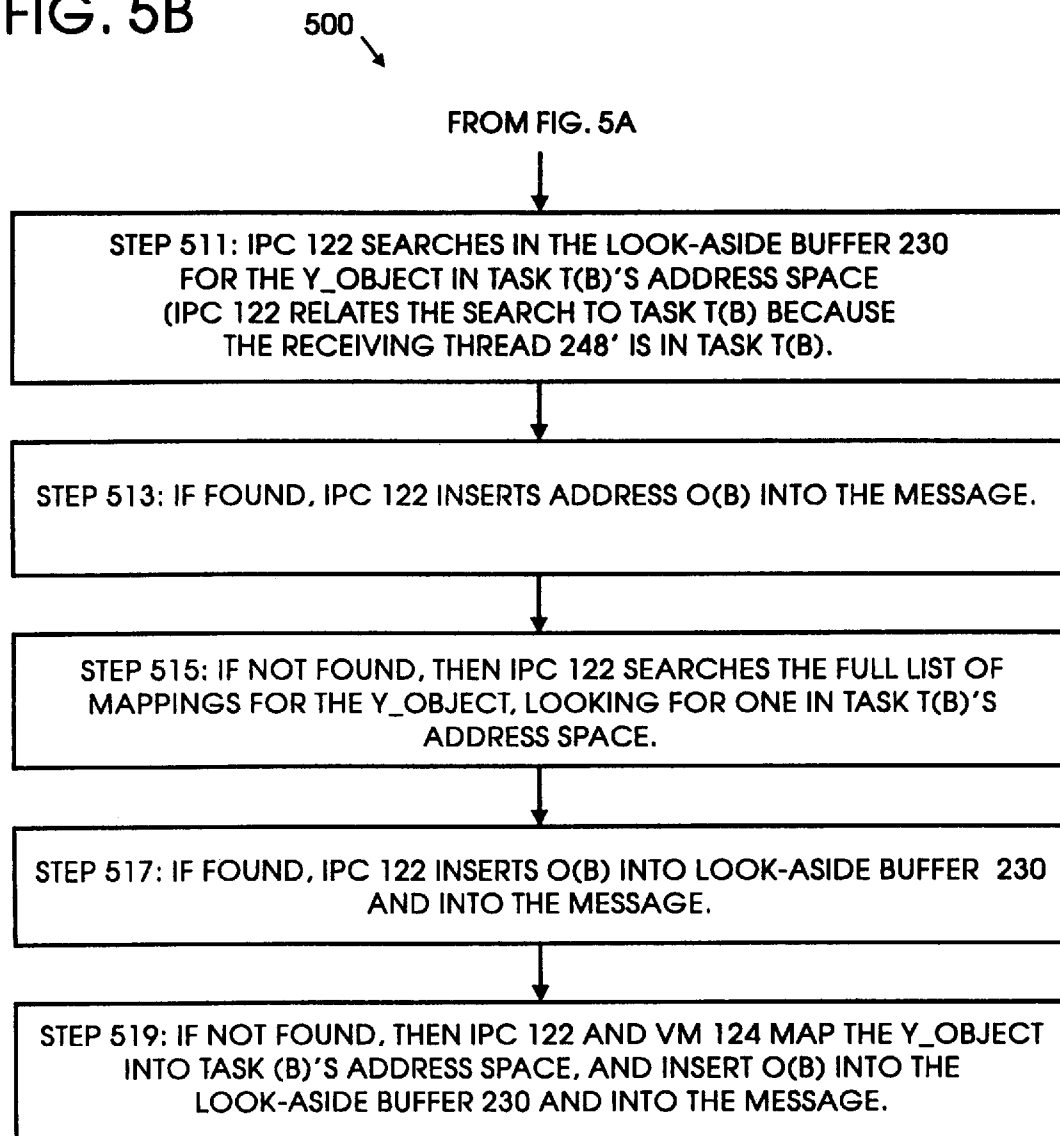 FIG. 5B
500
FROM FIG. 5A
STEP 511: IPC 122 SEARCHES IN THE LOOK-ASIDE BUFFER 230
FOR THE Y_OBJECT IN TASK T(B)'S ADDRESS SPACE
(IPC 122 RELATES THE SEARCH TO TASK T(B) BECAUSE
THE RECEIVING THREAD 248' IS IN TASK T(B).
STEP 513: IF FOUND, IPC 122 INSERTS ADDRESS O(B) INTO THE MESSAGE.
STEP 515: IF NOT FOUND, THEN IPC 122 SEARCHES THE FULL LIST OF
MAPPINGS FOR THE Y_OBJECT, LOOKING FOR ONE IN TASK T(B)'S
ADDRESS SPACE.
STEP 517: IF FOUND, IPC 122 INSERTS O(B) INTO LOOK-ASIDE BUFFER 230
AND INTO THE MESSAGE.
STEP 519: IF NOT FOUND, THEN IPC 122 AND VM 124 MAP THE Y_OBJECT
INTO TASK (B)'S ADDRESS SPACE, AND INSERT O(B) INTO THE
LOOK-ASIDE BUFFER 230 AND INTO THE MESSAGE.